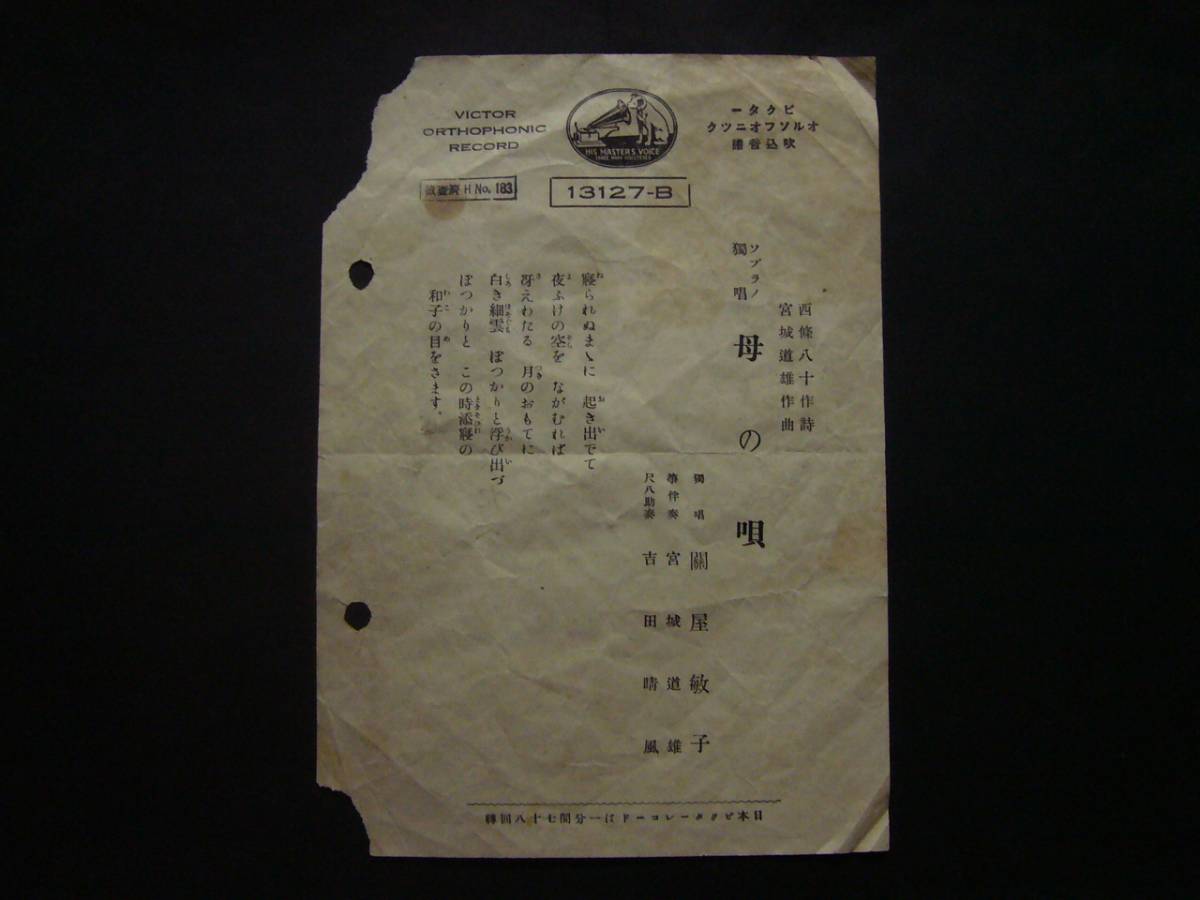 VICTOR
ORTHOPHONIC
RECORD
HIS MASTER'S VOICE
ータクビ
クツニオフソルオ
吹込
H No. 183
13127-B
西條八十作詩
宮城道雄作曲
ソプラノ
獨唱
母の唄
獨唱 關屋敏子
箏伴奏 宮城道雄
尺八助奏 吉田晴風
寢られぬまゝに 起き出でて
夜ふけの空を ながむれば
冴えわたる 月のおもてに
白き細雲 ぽつかりと浮び出づ
ぽつかりと この時添寢の
和子の目をさます。
轉回八十七間分一はドーコレータクビ本日